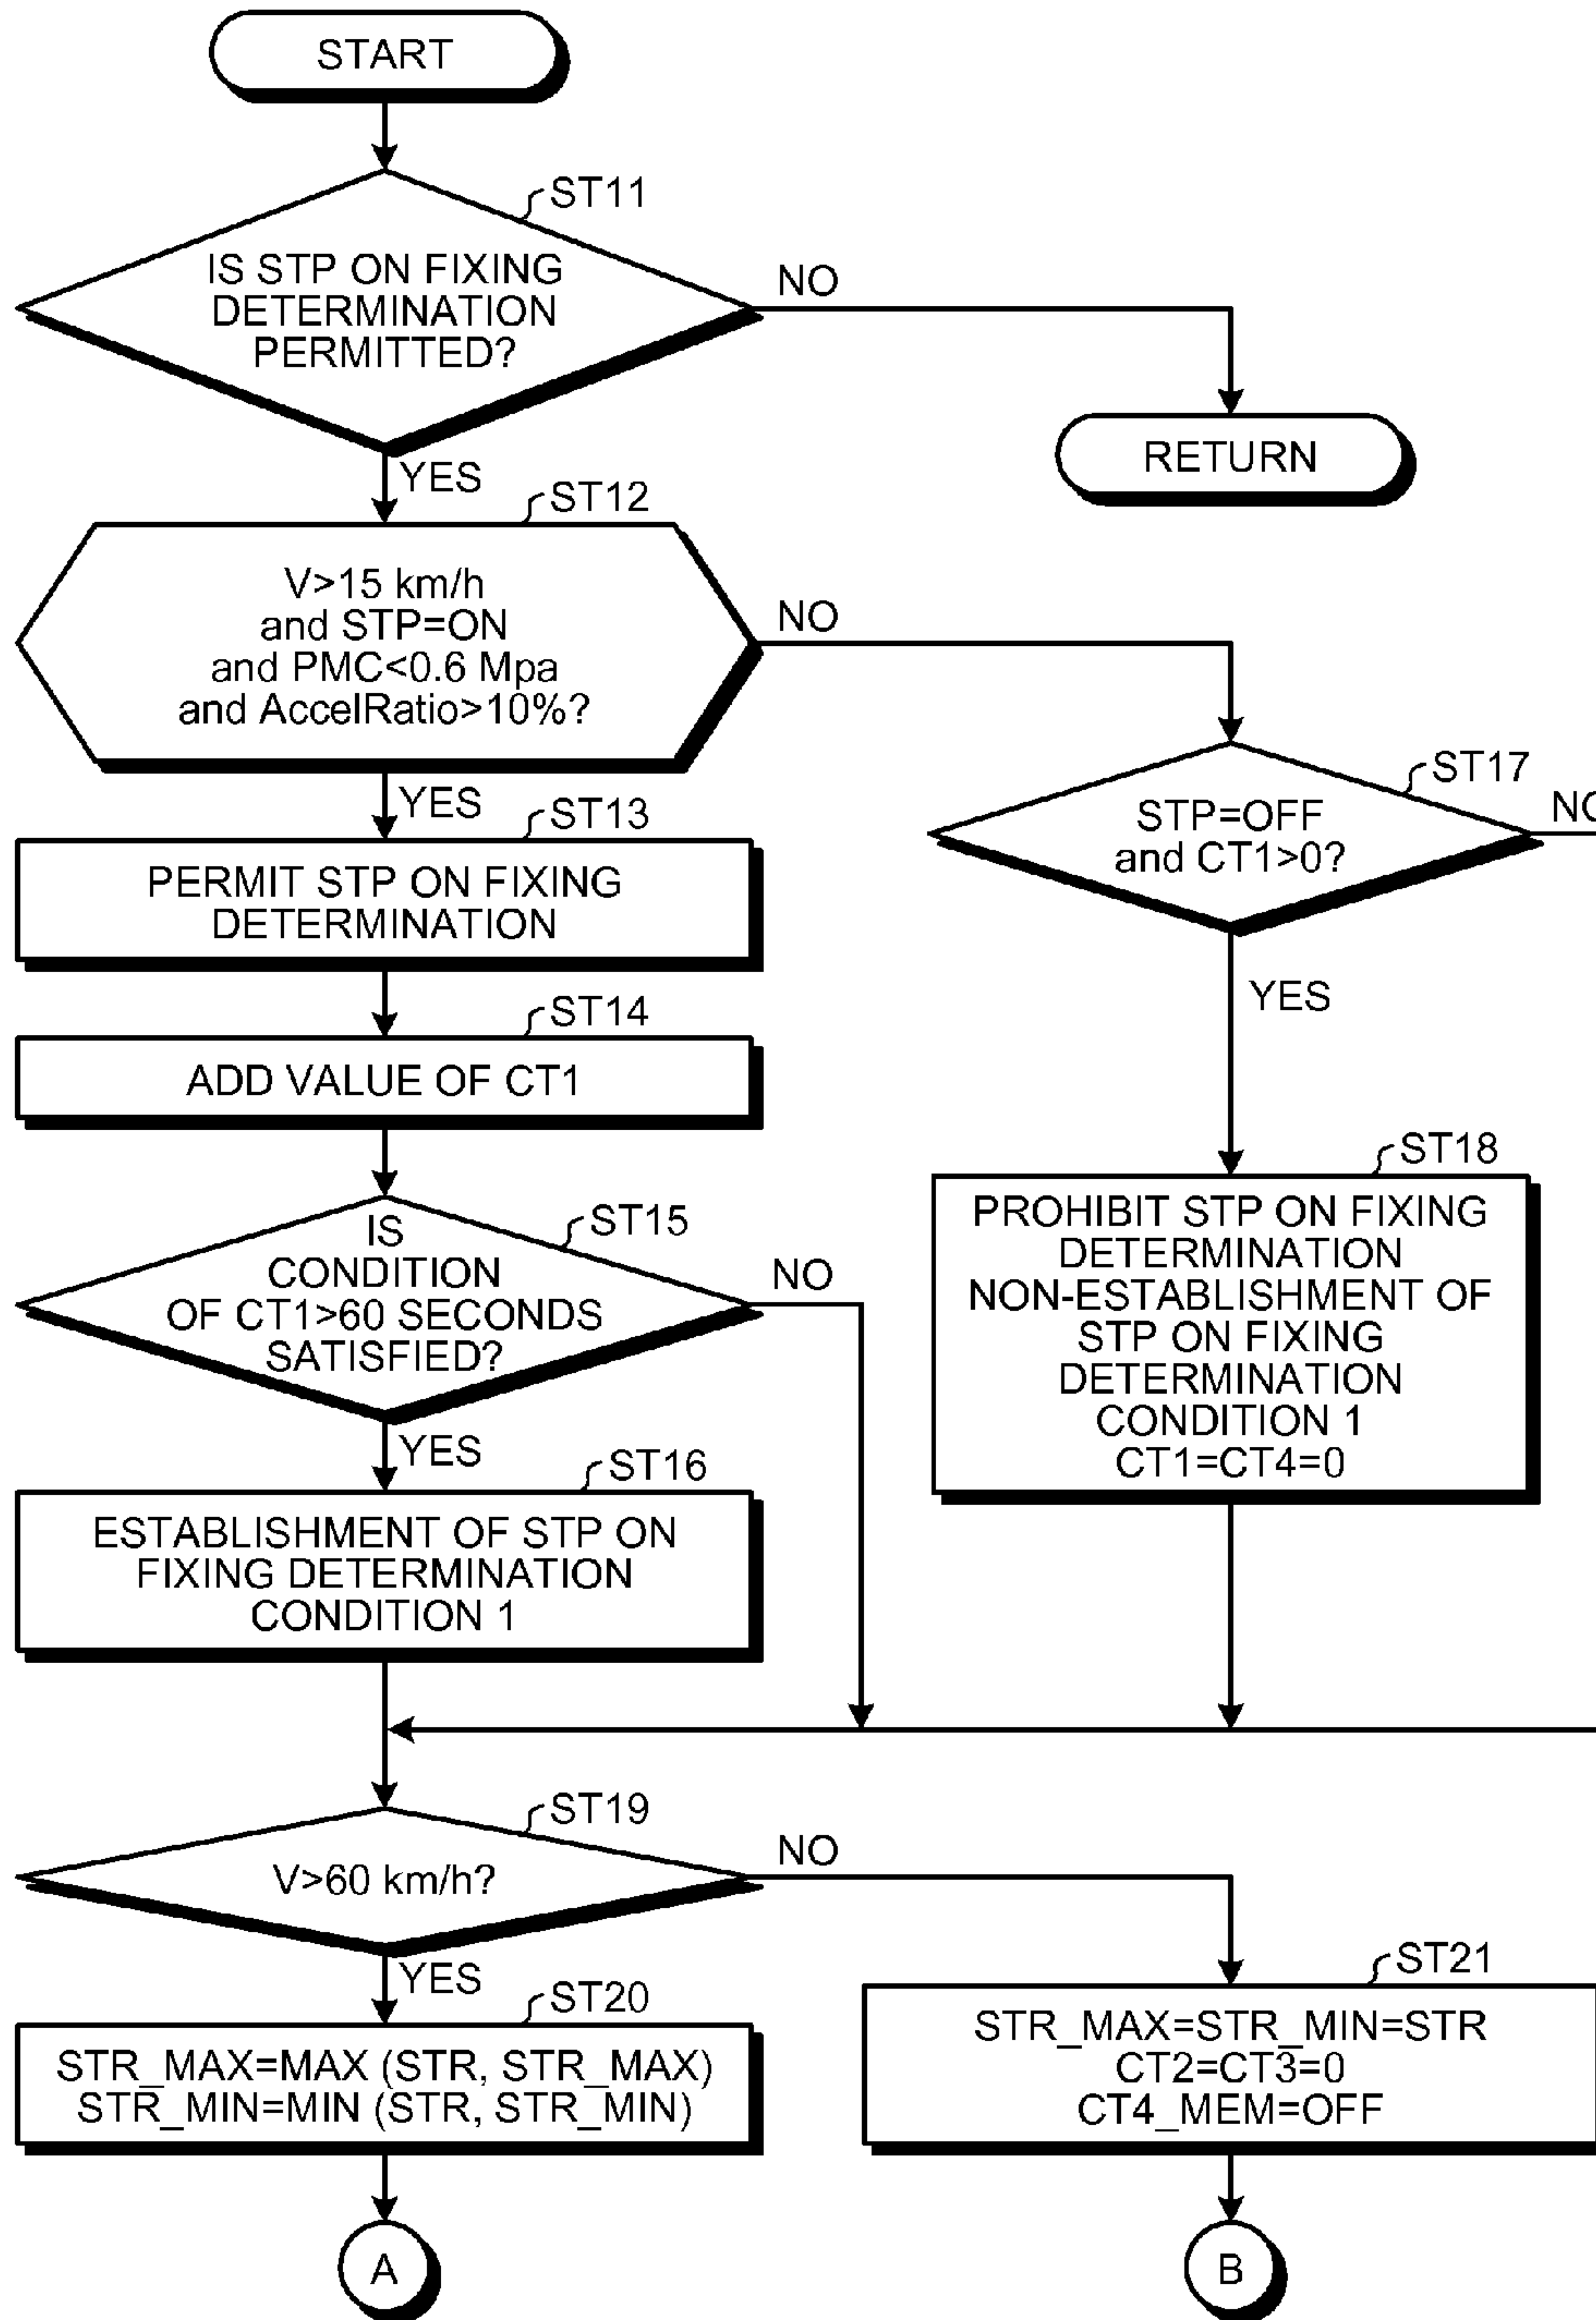 START
ST11
IS STP ON FIXING
DETERMINATION
PERMITTED?
NO
RETURN
YES
ST12
V>15 km/h
and STP=ON
and PMC<0.6 Mpa
and AccelRatio>10%?
NO
YES
ST13
PERMIT STP ON FIXING
DETERMINATION
ST17
STP=OFF
and CT1>0?
NO
YES
ST14
ADD VALUE OF CT1
ST15
IS
CONDITION
OF CT1>60 SECONDS
SATISFIED?
NO
YES
ST18
PROHIBIT STP ON FIXING
DETERMINATION
NON-ESTABLISHMENT OF
STP ON FIXING
DETERMINATION
CONDITION 1
CT1=CT4=0
ST16
ESTABLISHMENT OF STP ON
FIXING DETERMINATION
CONDITION 1
ST19
V>60 km/h?
NO
YES
ST20
STR_MAX=MAX (STR, STR_MAX)
STR_MIN=MIN (STR, STR_MIN)
ST21
STR_MAX=STR_MIN=STR
CT2=CT3=0
CT4_MEM=OFF
A
B